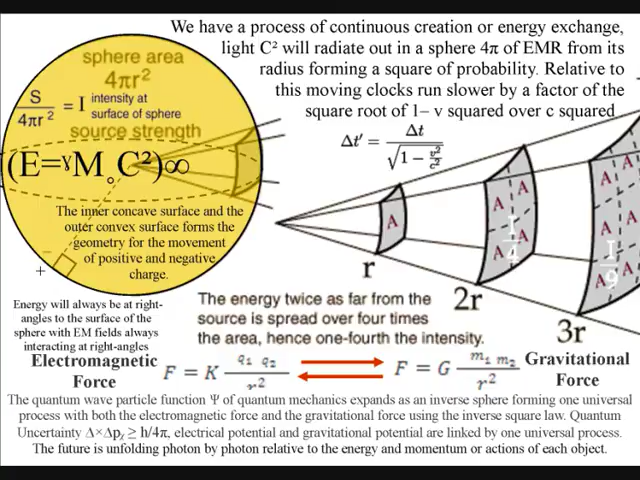 We have a process of continuous creation or energy exchange,
light C² will radiate out in a sphere 4π of EMR from its
radius forming a square of probability. Relative to
this moving clocks run slower by a factor of the
square root of 1– v squared over c squared
Δt′ = Δt / √(1 − v²/c²)
sphere area
4πr²
S / 4πr² = I intensity at
surface of sphere
source strength
(E=ˠM˳C²)∞
The inner concave surface and the
outer convex surface forms the
geometry for the movement
of positive and negative
charge.
−
+
A
A A
A A
1/4
A A A
A A
A A
1/9
r
2r
3r
Energy will always be at right-
angles to the surface of the
sphere with EM fields always
interacting at right-angles
The energy twice as far from the
source is spread over four times
the area, hence one-fourth the intensity.
Electromagnetic
Force
F = K q₁ q₂ / r²
F = G m₁ m₂ / r²
Gravitational
Force
The quantum wave particle function Ψ of quantum mechanics expands as an inverse sphere forming one universal
process with both the electromagnetic force and the gravitational force using the inverse square law. Quantum
Uncertainty Δ×Δpᵪ ≥ h/4π, electrical potential and gravitational potential are linked by one universal process.
The future is unfolding photon by photon relative to the energy and momentum or actions of each object.